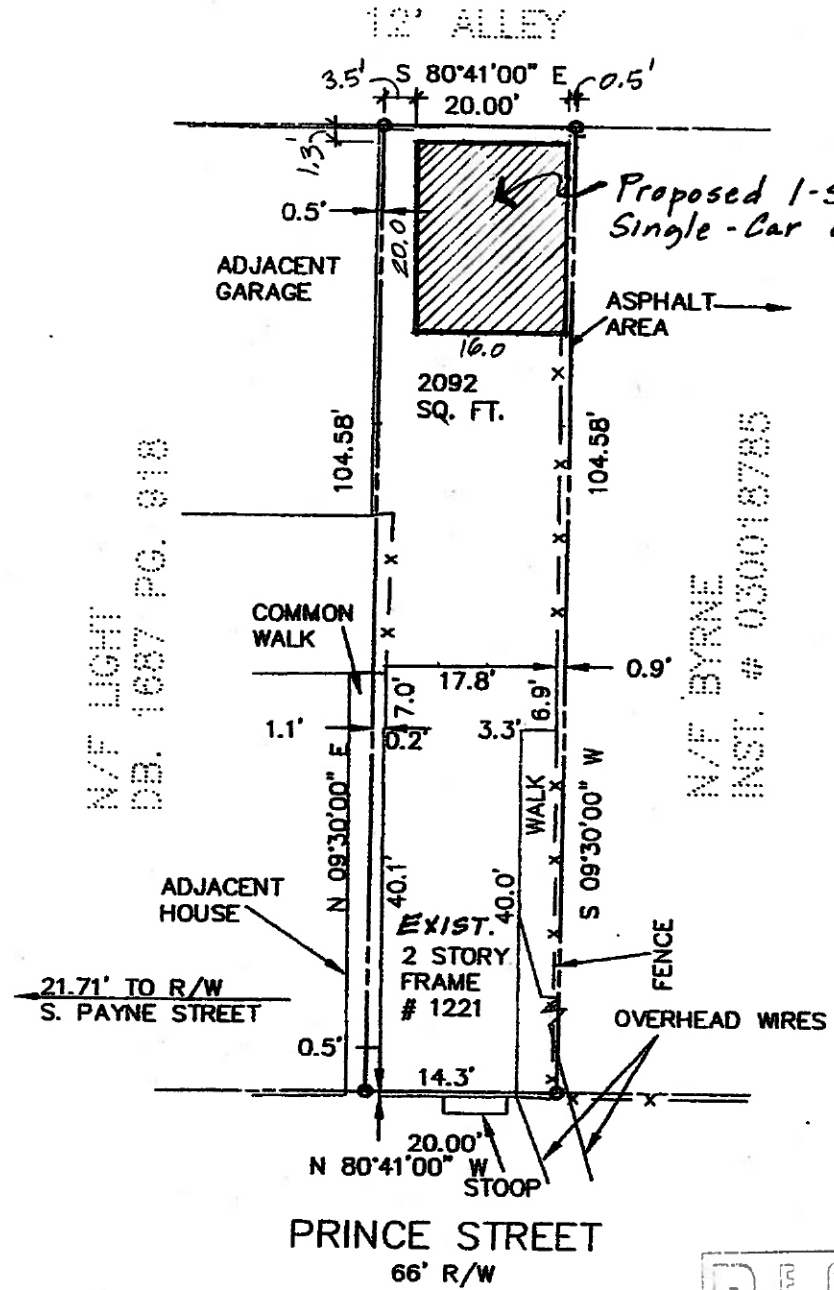 12' ALLEY
3.5' S 80°41'00" E 0.5'
20.00'
1.3'
0.5'
20.0
Proposed 1-s
Single-Car
ADJACENT
GARAGE
ASPHALT
AREA
16.0
2092
SQ. FT.
104.58'
104.58'
N/F LIGHT
DB. 1687 PG. 918
N/F BYRNE
INST. # 030018785
COMMON
WALK
17.8'
0.9'
7.0'
6.9'
1.1'
0.2'
3.3'
N 09°30'00" E
WALK
S 09°30'00" W
40.1'
40.0'
ADJACENT
HOUSE
EXIST.
2 STORY
FRAME
# 1221
FENCE
21.71' TO R/W
S. PAYNE STREET
OVERHEAD WIRES
0.5'
14.3'
20.00'
N 80°41'00" W
STOOP
PRINCE STREET
66' R/W